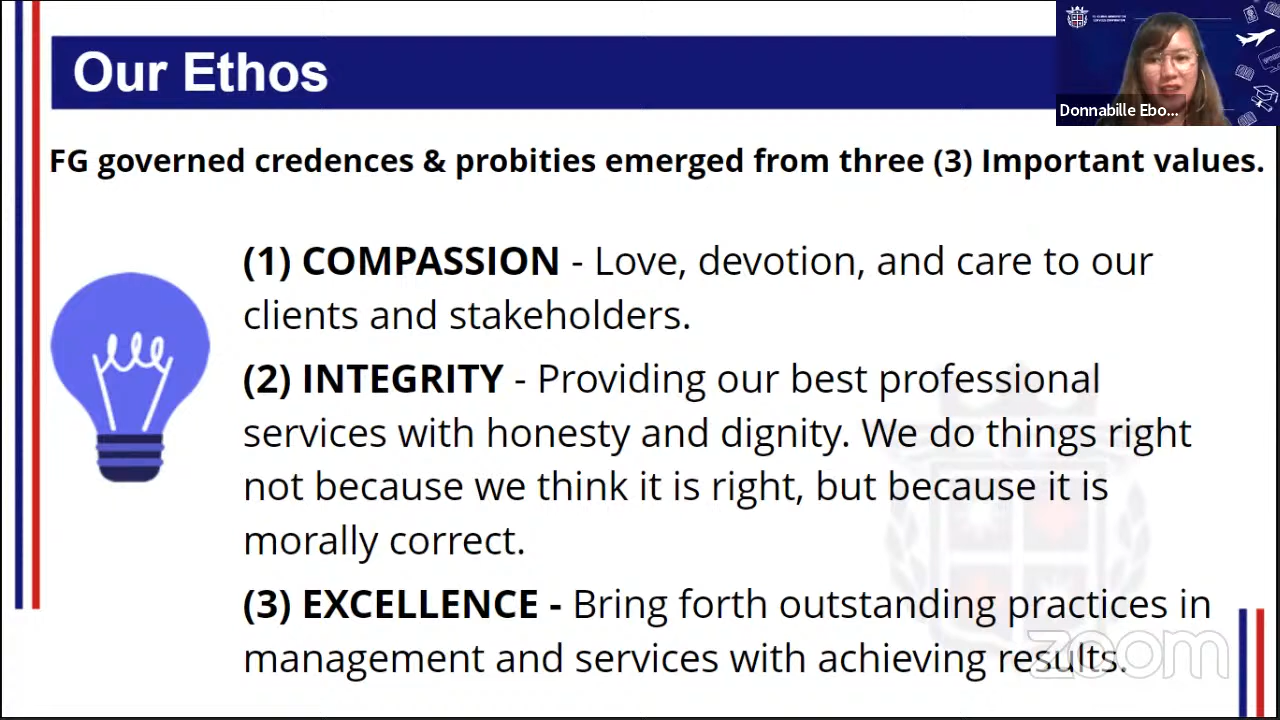 Our Ethos
Donnabille Ebo...
FG governed credences & probities emerged from three (3) Important values.
(1) COMPASSION - Love, devotion, and care to our
clients and stakeholders.
(2) INTEGRITY - Providing our best professional
services with honesty and dignity. We do things right
not because we think it is right, but because it is
morally correct.
(3) EXCELLENCE - Bring forth outstanding practices in
management and services with achieving results.
zoom